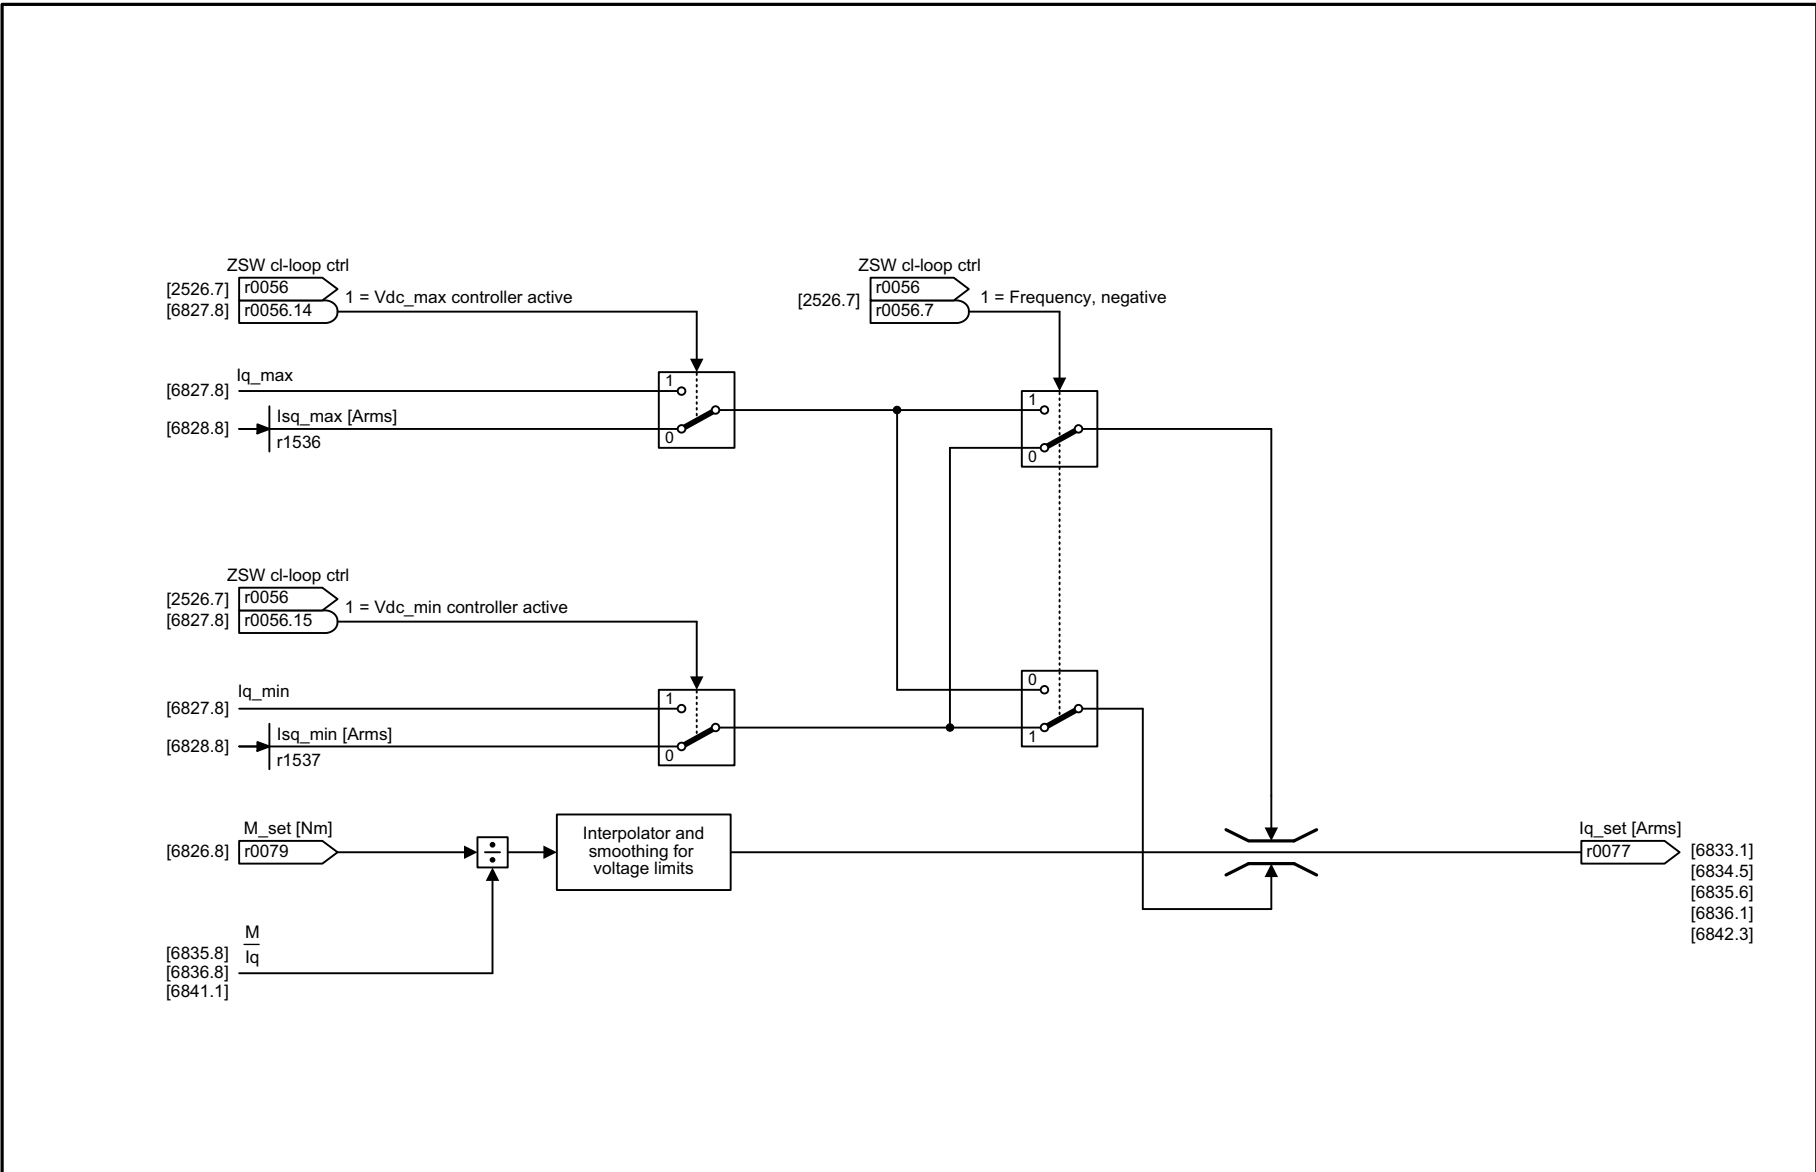 ZSW cl-loop ctrl
[2526.7] r0056
1 = Vdc_max controller active
[6827.8] r0056.14
ZSW cl-loop ctrl
r0056
[2526.7]
1 = Frequency, negative
r0056.7
Iq_max
[6827.8]
1
Isq_max [Arms]
[6828.8]
r1536
0
1
0
ZSW cl-loop ctrl
[2526.7] r0056
1 = Vdc_min controller active
[6827.8] r0056.15
Iq_min
[6827.8]
1
Isq_min [Arms]
[6828.8]
r1537
0
0
1
M_set [Nm]
[6826.8] r0079
÷
Interpolator and
smoothing for
voltage limits
Iq_set [Arms]
r0077 [6833.1]
[6834.5]
[6835.6]
[6836.1]
[6842.3]
M
Iq
[6835.8]
[6836.8]
[6841.1]